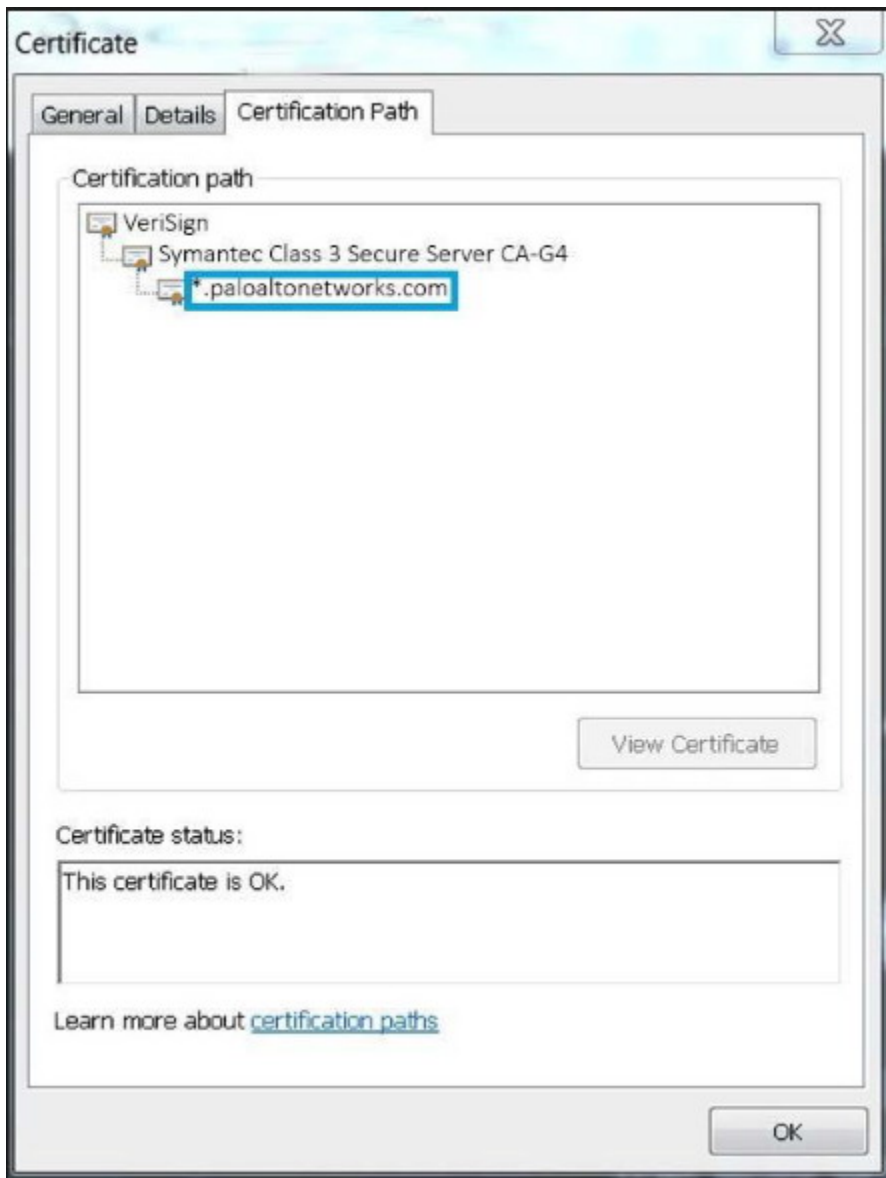 Certificate
General
Details
Certification Path
Certification path
VeriSign
Symantec Class 3 Secure Server CA-G4
*.paloaltonetworks.com
View Certificate
Certificate status:
This certificate is OK.
Learn more about certification paths
OK